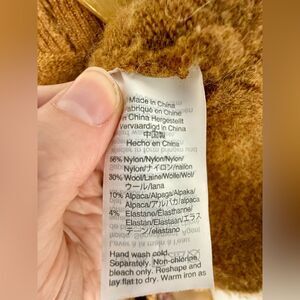 Made in China
Fabriqué en Chine
In China Hergestellt
Vervaardigd in China
中国製
Hecho en China
56% Nylon/Nylon/Nylon/
Nylon/ナイロン/nailon
30% Wool/Laine/Wolle/Wol/
ウール/lana
10% Alpaca/Alpaga/Alpaka/
Alpaca/アルパカ/alpaca
4% Elastane/Élasthanne/
Elastan/Elastaan/エラス
テーン/elastano
Hand wash cold.
Separately. Non-chlorine
bleach only. Reshape and
lay flat to dry. Warm iron as